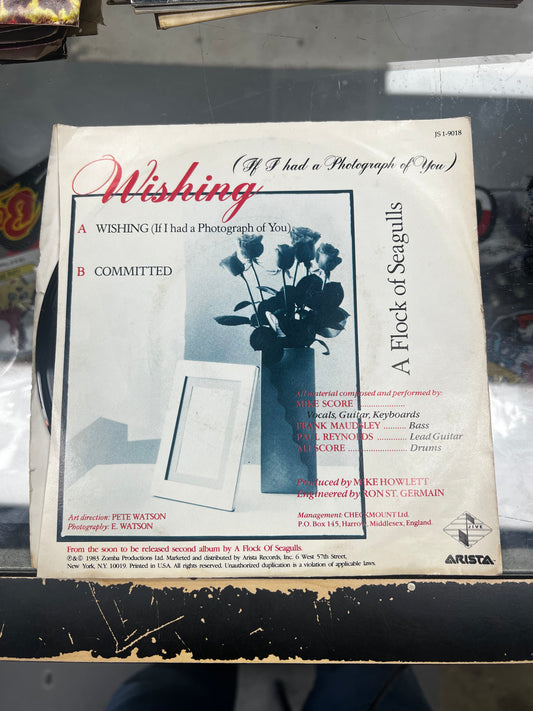 JS 1-9018
(If I had a Photograph of You)
Wishing
A WISHING (If I had a Photograph of You)
B COMMITTED
A Flock of Seagulls
All material composed and performed by:
MIKE SCORE ....................
Vocals, Guitar, Keyboards
FRANK MAUDSLEY ......... Bass
PAUL REYNOLDS ............ Lead Guitar
ALI SCORE ........................ Drums
Produced by MIKE HOWLETT
Engineered by RON ST. GERMAIN
Art direction: PETE WATSON
Photography: E. WATSON
Management: CHECKMOUNT Ltd.
P.O. Box 145, Harrow, Middlesex, England.
JIVE
ARISTA
From the soon to be released second album by A Flock Of Seagulls.
℗&© 1983 Zomba Productions Ltd. Marketed and distributed by Arista Records, Inc. 6 West 57th Street,
New York, N.Y. 10019. Printed in U.S.A. All rights reserved. Unauthorized duplication is a violation of applicable laws.